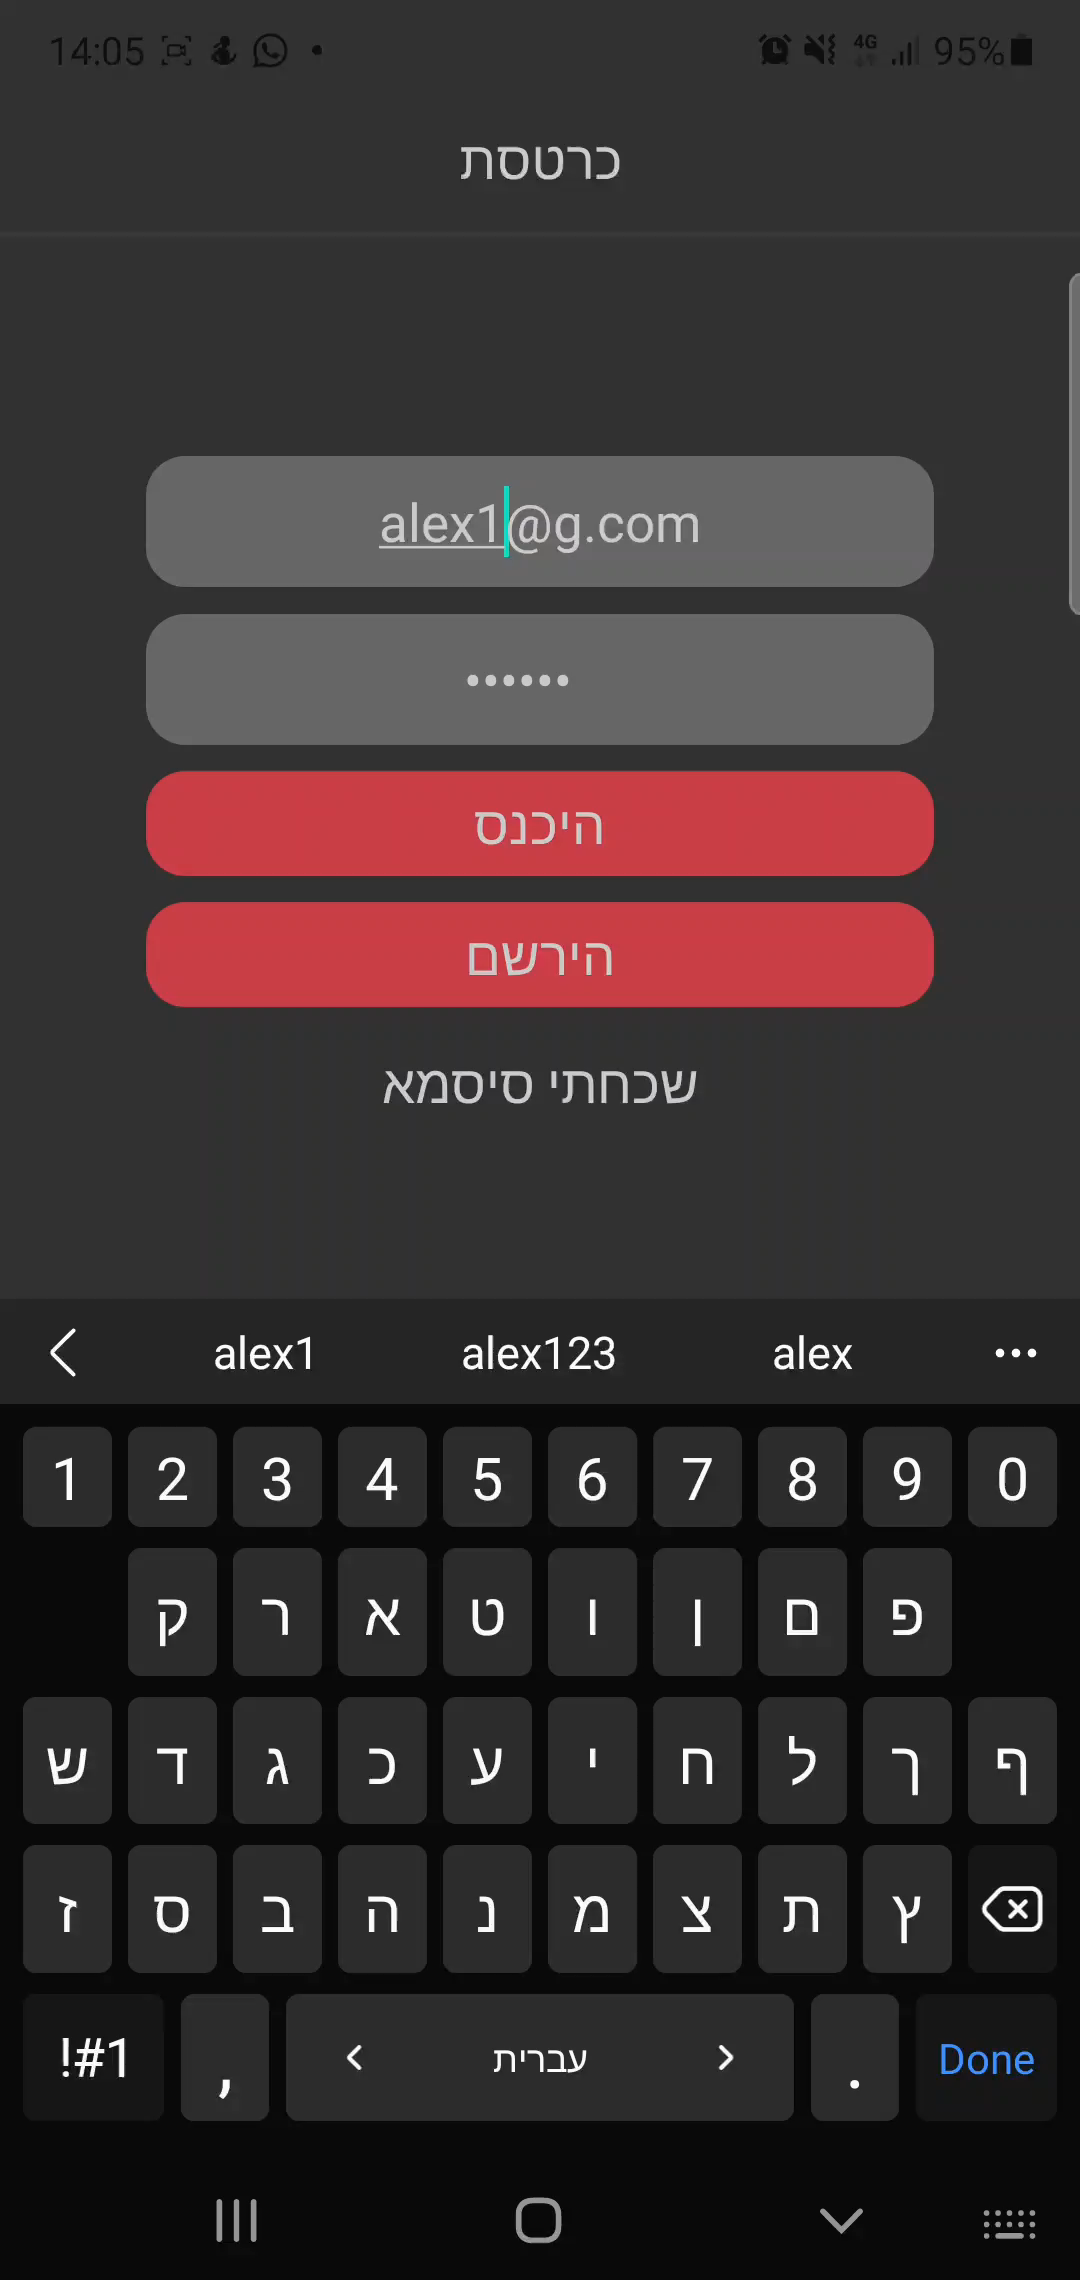 14:05 4G 95%
כרטסת
alex1@g.com
••••••
היכנס
הירשם
שכחתי סיסמא
alex1 alex123 alex •••
1 2 3 4 5 6 7 8 9 0
ק ר א ט ו ן ם פ
ש ד ג כ ע י ח ל ך ף
ז ס ב ה נ מ צ ת ץ
!#1 , < עברית > . Done